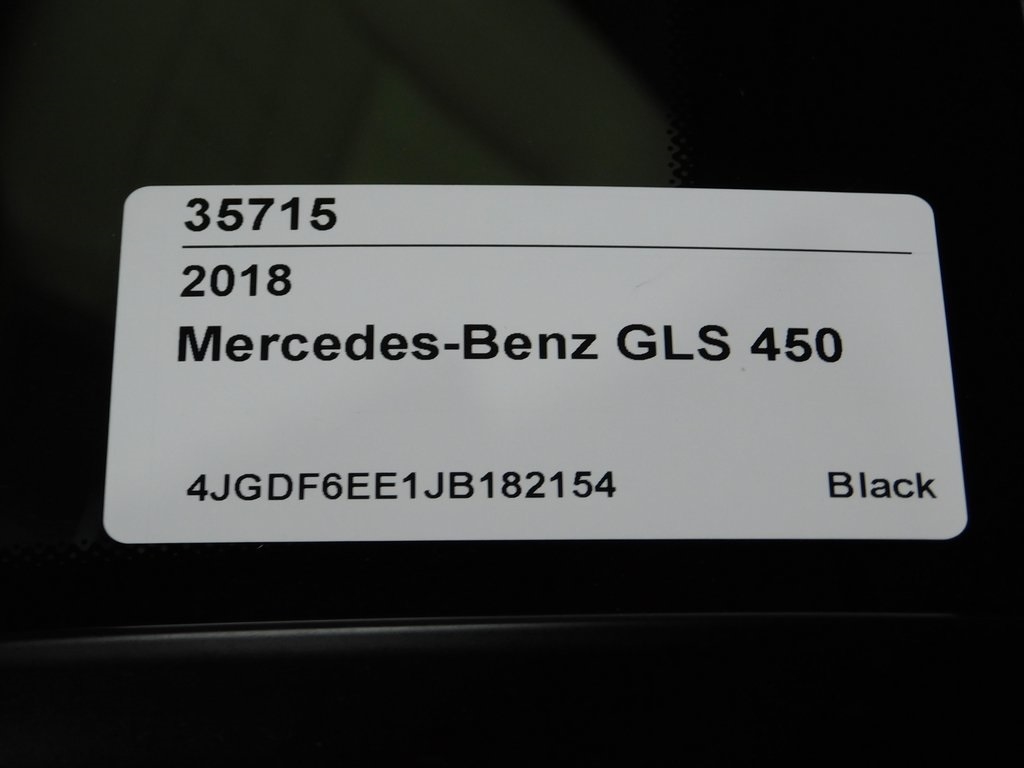 35715
2018
Mercedes-Benz GLS 450
4JGDF6EE1JB182154 Black